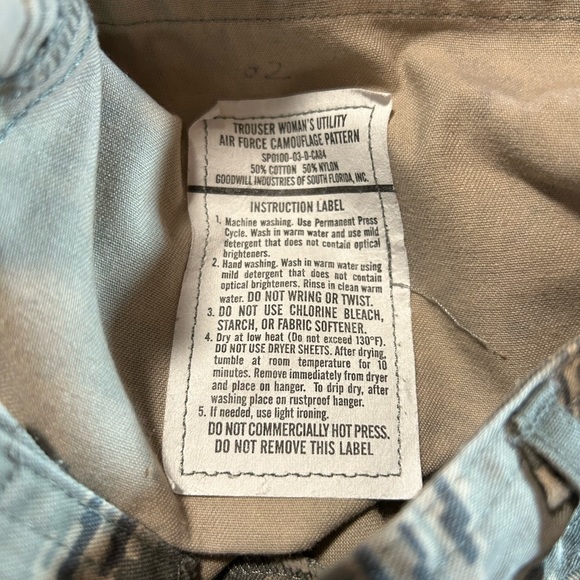 02
TROUSER WOMAN'S UTILITY
AIR FORCE CAMOUFLAGE PATTERN
SPO100-03-D-CA84
50% COTTON 50% NYLON
GOODWILL INDUSTRIES OF SOUTH FLORIDA, INC.
INSTRUCTION LABEL
1. Machine washing. Use Permanent Press
Cycle. Wash in warm water and use mild
detergent that does not contain optical
brighteners.
2. Hand washing. Wash in warm water using
mild detergent that does not contain
optical brighteners. Rinse in clean warm
water. DO NOT WRING OR TWIST.
3. DO NOT USE CHLORINE BLEACH,
STARCH, OR FABRIC SOFTENER.
4. Dry at low heat (Do not exceed 130°F).
DO NOT USE DRYER SHEETS. After drying,
tumble at room temperature for 10
minutes. Remove immediately from dryer
and place on hanger. To drip dry, after
washing place on rustproof hanger.
5. If needed, use light ironing.
DO NOT COMMERCIALLY HOT PRESS.
DO NOT REMOVE THIS LABEL